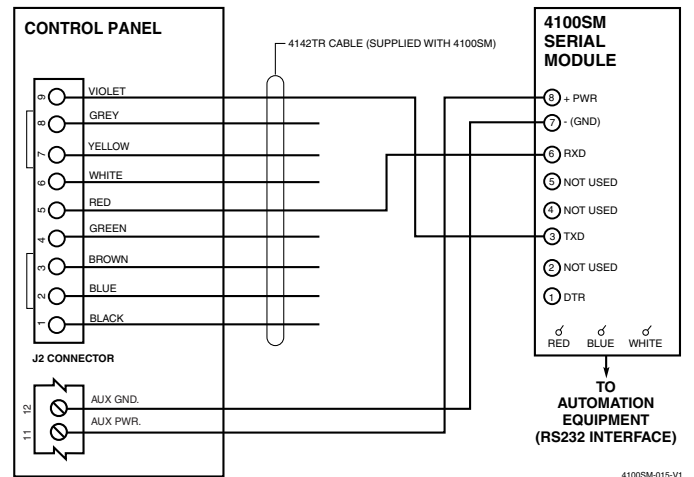 CONTROL PANEL
4142TR CABLE (SUPPLIED WITH 4100SM)
9 VIOLET
8 GREY
7 YELLOW
6 WHITE
5 RED
4 GREEN
3 BROWN
2 BLUE
1 BLACK
J2 CONNECTOR
12 AUX GND.
11 AUX PWR.
4100SM
SERIAL
MODULE
8 + PWR
7 - (GND)
6 RXD
5 NOT USED
4 NOT USED
3 TXD
2 NOT USED
1 DTR
RED BLUE WHITE
TO
AUTOMATION
EQUIPMENT
(RS232 INTERFACE)
4100SM-015-V1